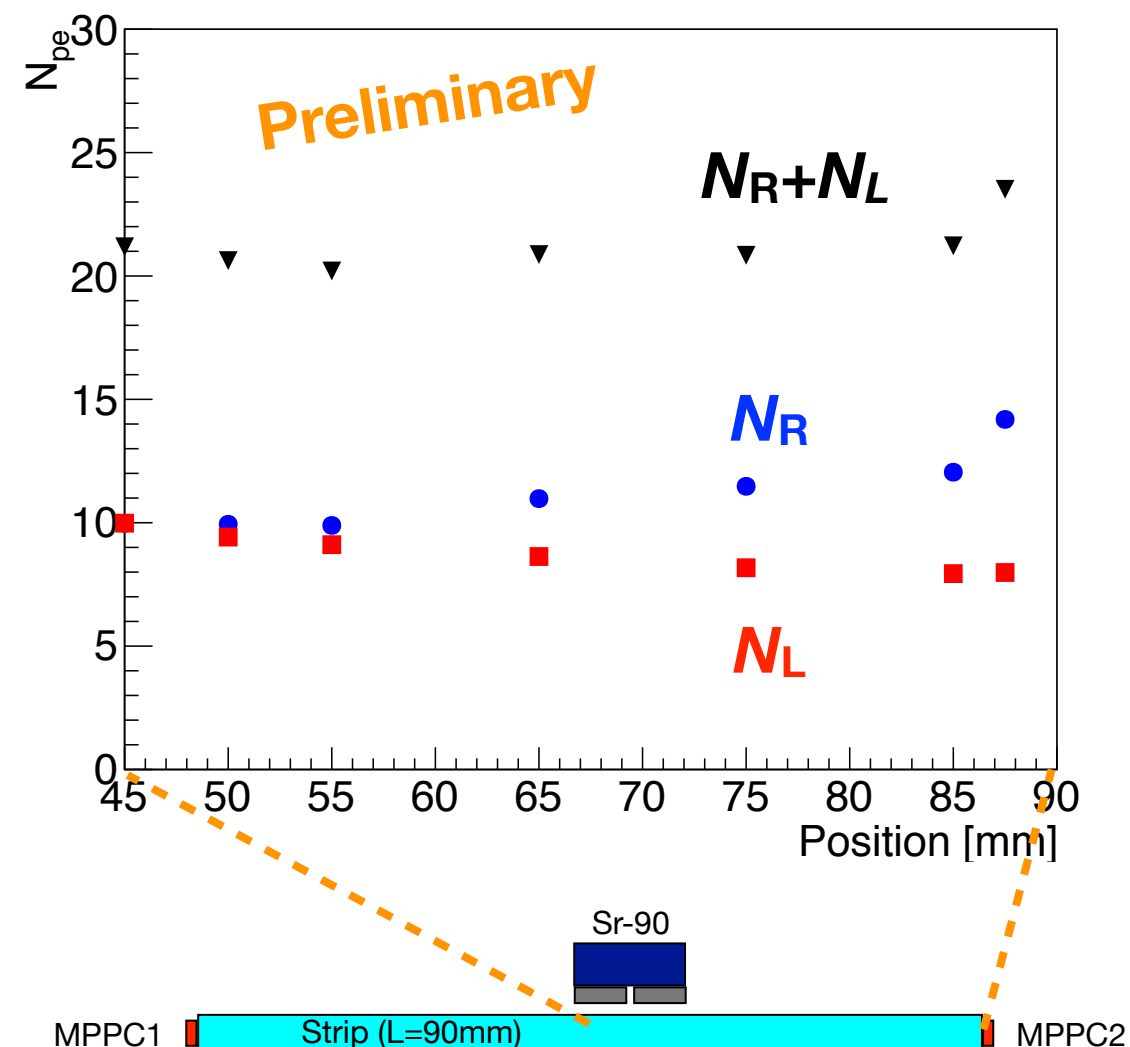 N_pe
30
Preliminary
25
N_R+N_L
20
15
N_R
10
5
N_L
0
45 50 55 60 65 70 75 80 85 90
Position [mm]
Sr-90
MPPC1 Strip (L=90mm) MPPC2